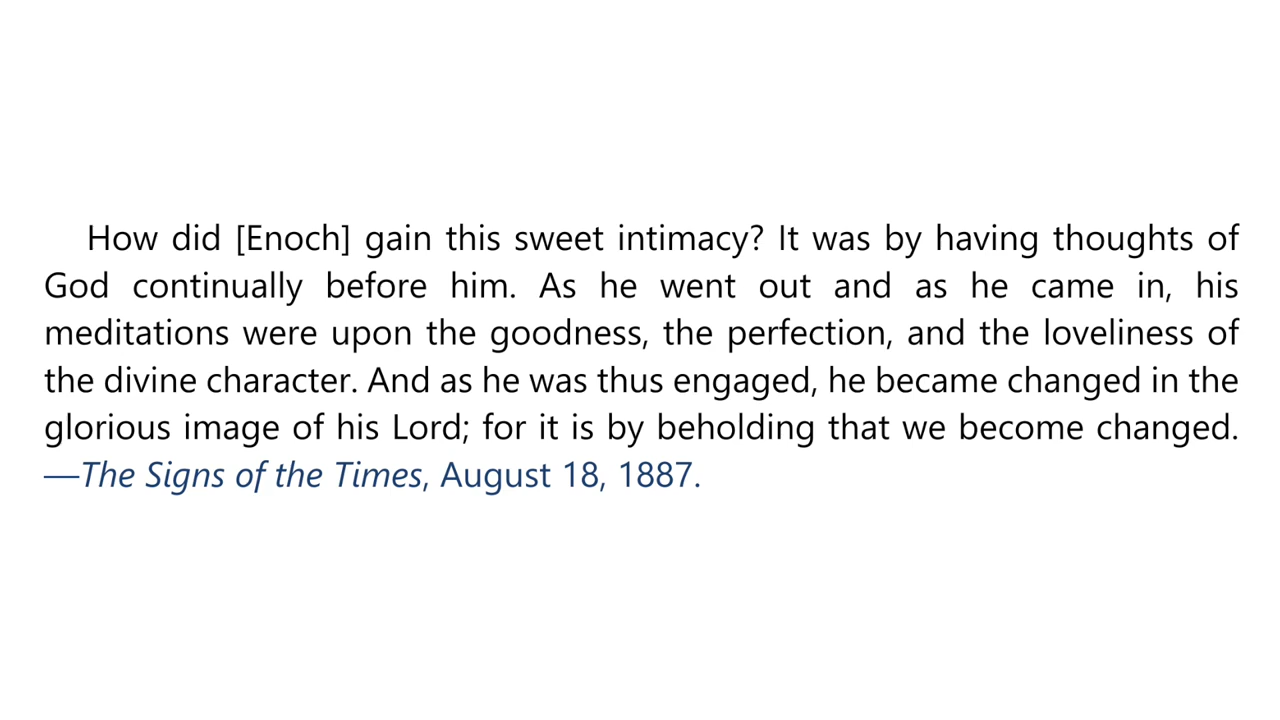 How did [Enoch] gain this sweet intimacy? It was by having thoughts of
God continually before him. As he went out and as he came in, his
meditations were upon the goodness, the perfection, and the loveliness of
the divine character. And as he was thus engaged, he became changed in the
glorious image of his Lord; for it is by beholding that we become changed.
—The Signs of the Times, August 18, 1887.